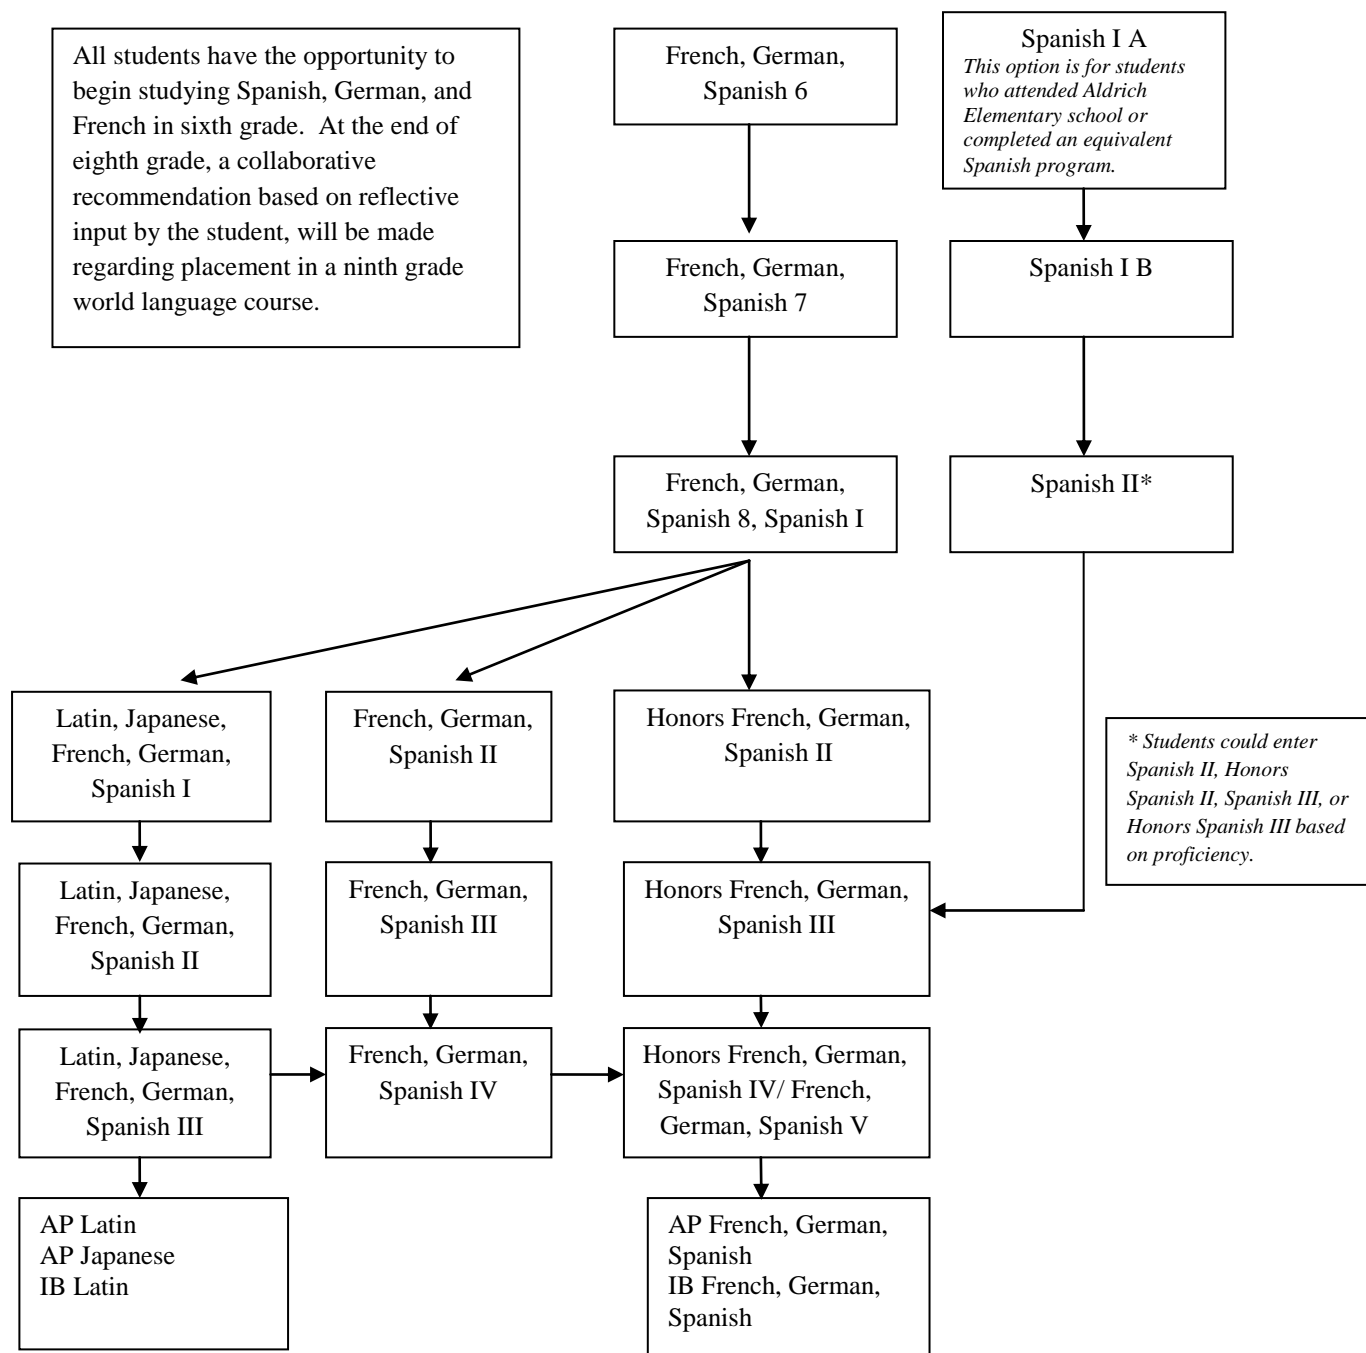 All students have the opportunity to
begin studying Spanish, German, and
French in sixth grade.  At the end of
eighth grade, a collaborative
recommendation based on reflective
input by the student, will be made
regarding placement in a ninth grade
world language course.
French, German,
Spanish 6
Spanish I A
This option is for students
who attended Aldrich
Elementary school or
completed an equivalent
Spanish program.
French, German,
Spanish 7
Spanish I B
French, German,
Spanish 8, Spanish I
Spanish II*
Latin, Japanese,
French, German,
Spanish I
French, German,
Spanish II
Honors French, German,
Spanish II
* Students could enter
Spanish II, Honors
Spanish II, Spanish III, or
Honors Spanish III based
on proficiency.
Latin, Japanese,
French, German,
Spanish II
French, German,
Spanish III
Honors French, German,
Spanish III
Latin, Japanese,
French, German,
Spanish III
French, German,
Spanish IV
Honors French, German,
Spanish IV/ French,
German, Spanish V
AP Latin
AP Japanese
IB Latin
AP French, German,
Spanish
IB French, German,
Spanish